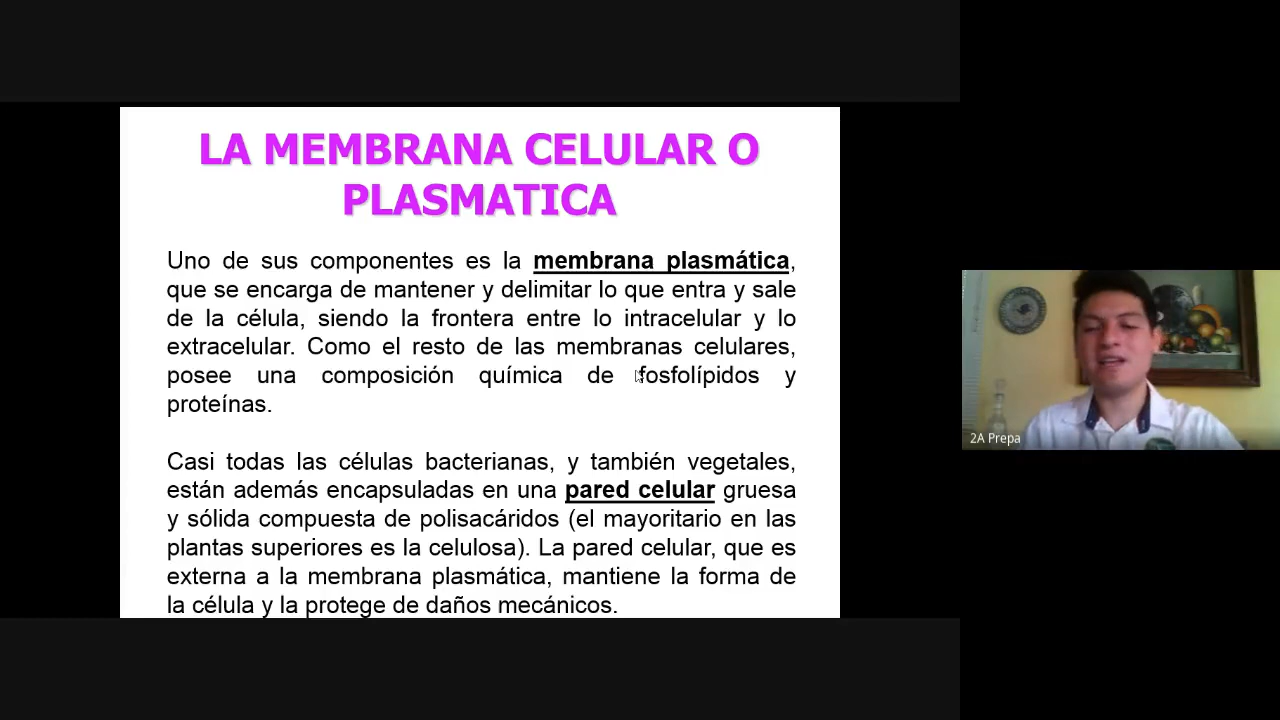 LA MEMBRANA CELULAR O
PLASMATICA
Uno de sus componentes es la membrana plasmática,
que se encarga de mantener y delimitar lo que entra y sale
de la célula, siendo la frontera entre lo intracelular y lo
extracelular. Como el resto de las membranas celulares,
posee una composición química de fosfolípidos y
proteínas.
Casi todas las células bacterianas, y también vegetales,
están además encapsuladas en una pared celular gruesa
y sólida compuesta de polisacáridos (el mayoritario en las
plantas superiores es la celulosa). La pared celular, que es
externa a la membrana plasmática, mantiene la forma de
la célula y la protege de daños mecánicos.
2A Prepa